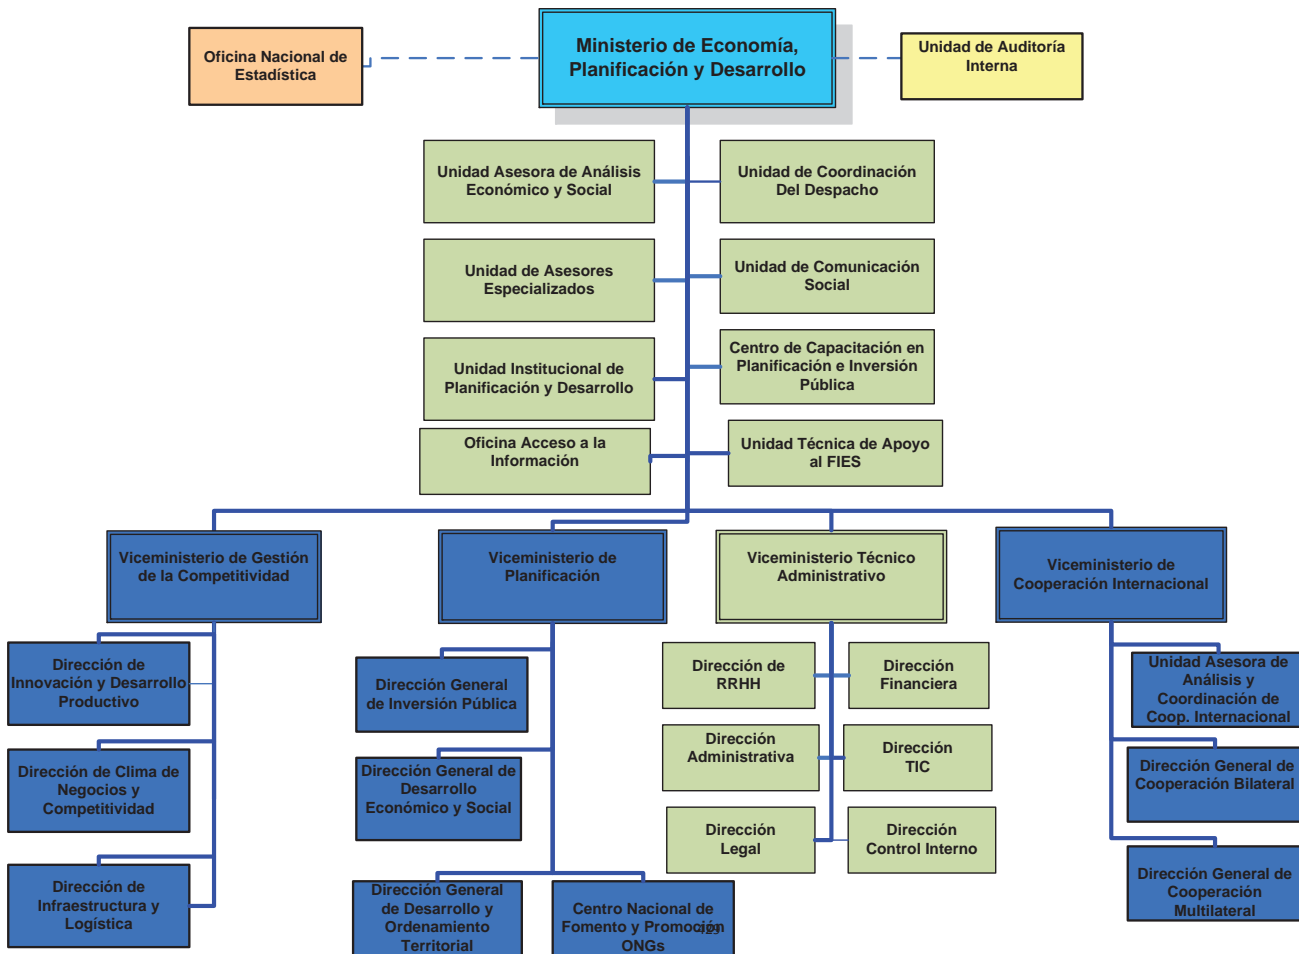 Ministerio de Economía,
Planificación y Desarrollo
Oficina Nacional de
Estadística
Unidad de Auditoría
Interna
Unidad Asesora de Análisis
Económico y Social
Unidad de Coordinación
Del Despacho
Unidad de Asesores
Especializados
Unidad de Comunicación
Social
Unidad Institucional de
Planificación y Desarrollo
Centro de Capacitación en
Planificación e Inversión
Pública
Oficina Acceso a la
Información
Unidad Técnica de Apoyo
al FIES
Viceministerio de Gestión
de la Competitividad
Viceministerio de
Planificación
Viceministerio Técnico
Administrativo
Viceministerio de
Cooperación Internacional
Dirección de
Innovación y Desarrollo
Productivo
Dirección de Clima de
Negocios y
Competitividad
Dirección de
Infraestructura y
Logística
Dirección General
de Inversión Pública
Dirección General de
Desarrollo
Económico y Social
Dirección General
de Desarrollo y
Ordenamiento
Territorial
Centro Nacional de
Fomento y Promoción
ONGs
Dirección de
RRHH
Dirección
Financiera
Dirección
Administrativa
Dirección
TIC
Dirección
Legal
Dirección
Control Interno
Unidad Asesora de
Análisis y
Coordinación de
Coop. Internacional
Dirección General de
Cooperación Bilateral
Dirección General de
Cooperación
Multilateral